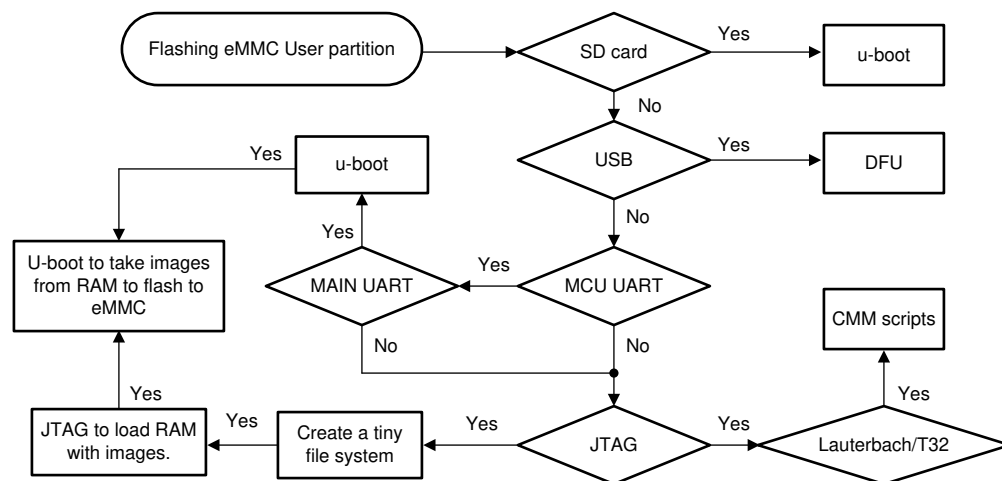 Flashing eMMC User partition
SD card
Yes
u-boot
No
USB
Yes
DFU
Yes
u-boot
No
Yes
U-boot to take images
from RAM to flash to
eMMC
MAIN UART
Yes
MCU UART
CMM scripts
No
No
Yes
Yes
JTAG to load RAM
with images.
Yes
Create a tiny
file system
Yes
JTAG
Yes
Lauterbach/T32